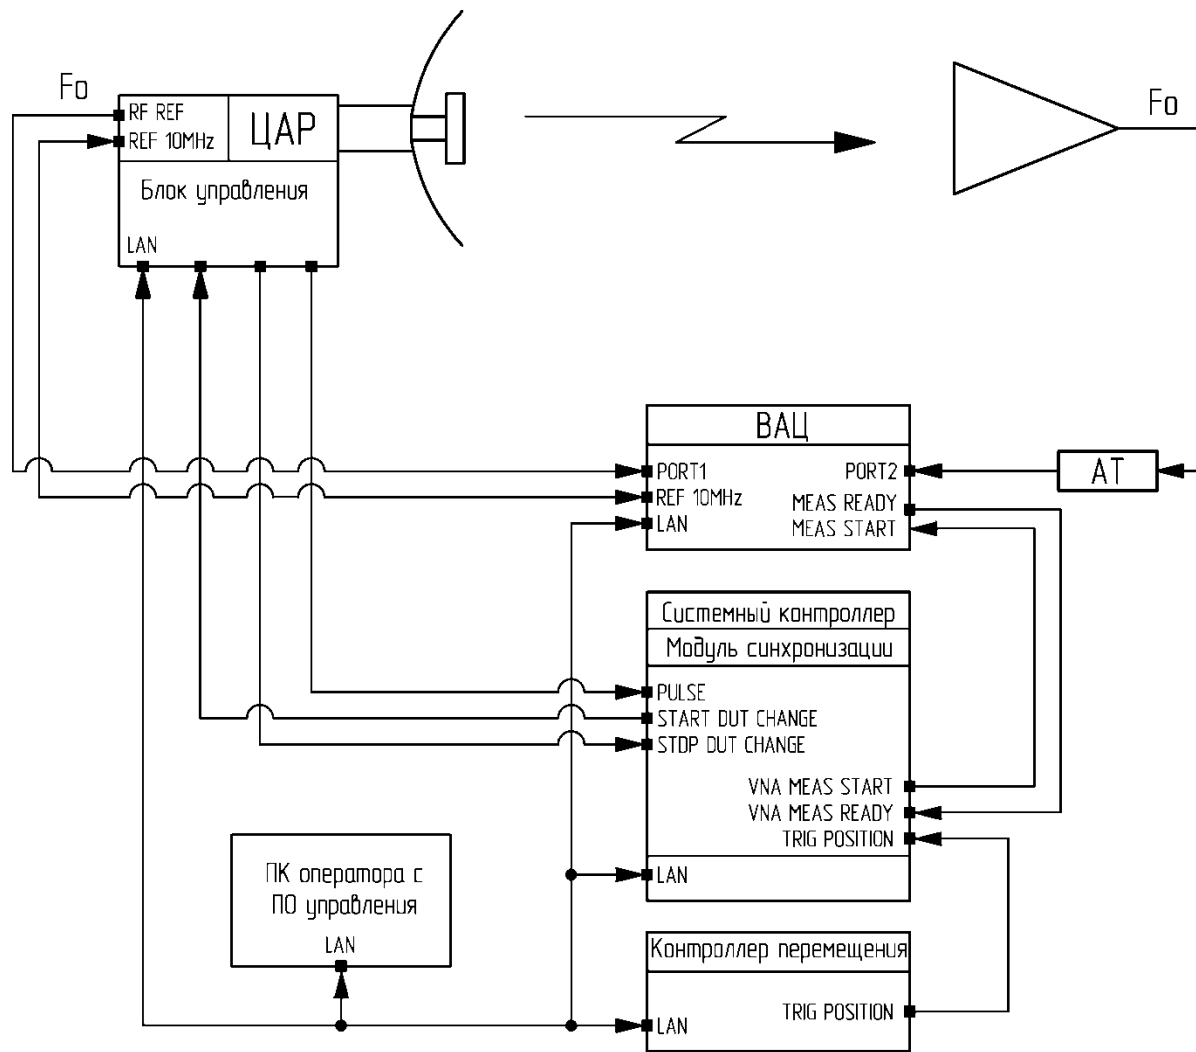 Fo
Fo
RF REF
REF 10MHz
ЦАР
Блок управления
LAN
ВАЦ
PORT1
REF 10MHz
LAN
PORT2
MEAS READY
MEAS START
АТ
Системный контроллер
Модуль синхронизации
PULSE
START DUT CHANGE
STOP DUT CHANGE
VNA MEAS START
VNA MEAS READY
TRIG POSITION
LAN
ПК оператора с
ПО управления
LAN
Контроллер перемещения
TRIG POSITION
LAN